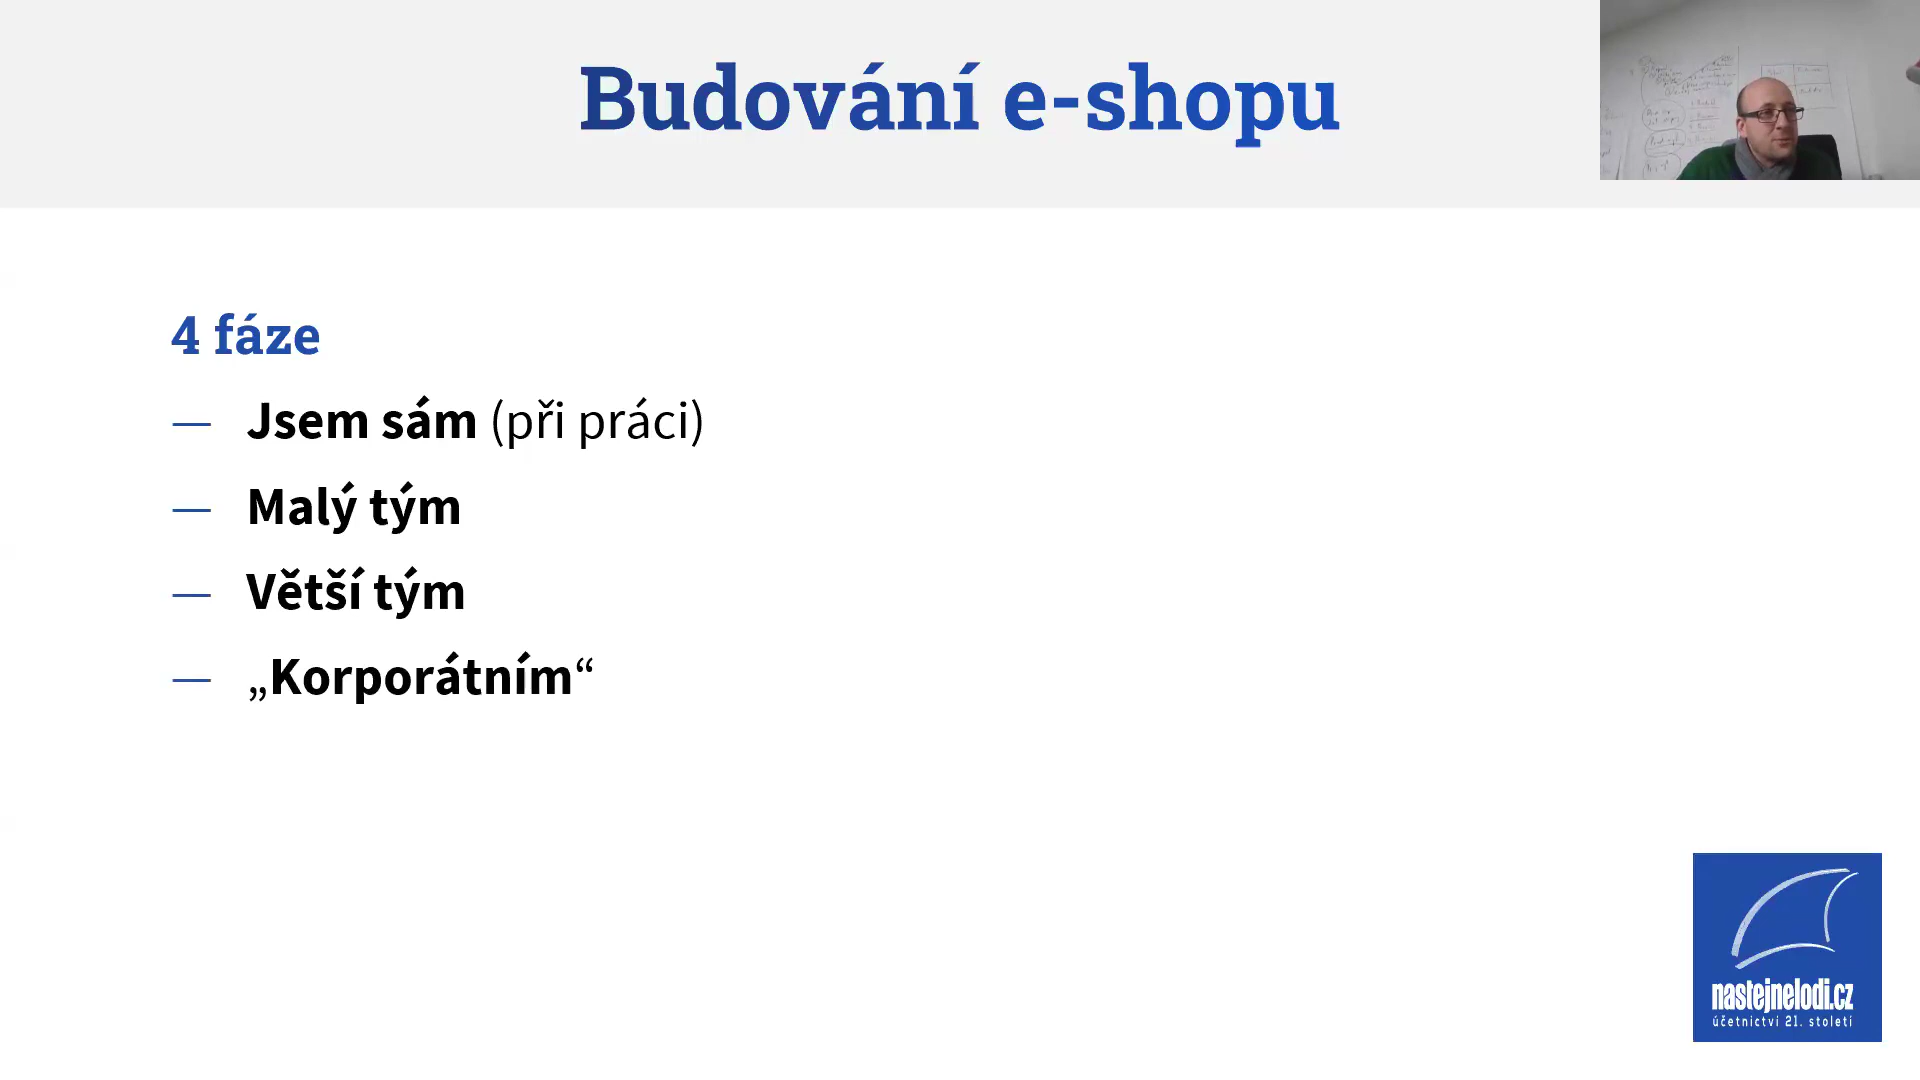 Budování e-shopu
4 fáze
— Jsem sám (při práci)
— Malý tým
— Větší tým
— „Korporátním“
nastejnelodi.cz
účetnictví 21. století